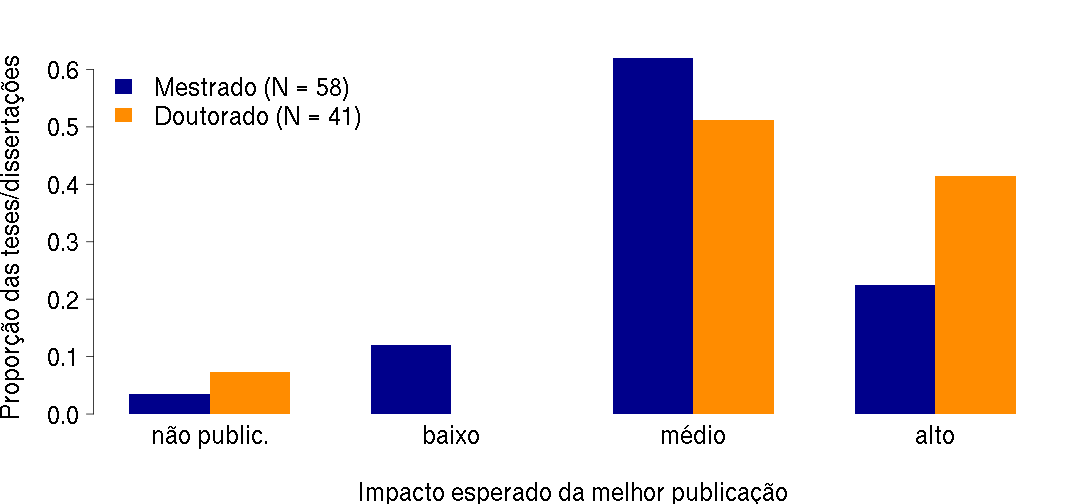 Proporção das teses/dissertações
0.6
0.5
0.4
0.3
0.2
0.1
0.0
Mestrado (N = 58)
Doutorado (N = 41)
não public.
baixo
médio
alto
Impacto esperado da melhor publicação